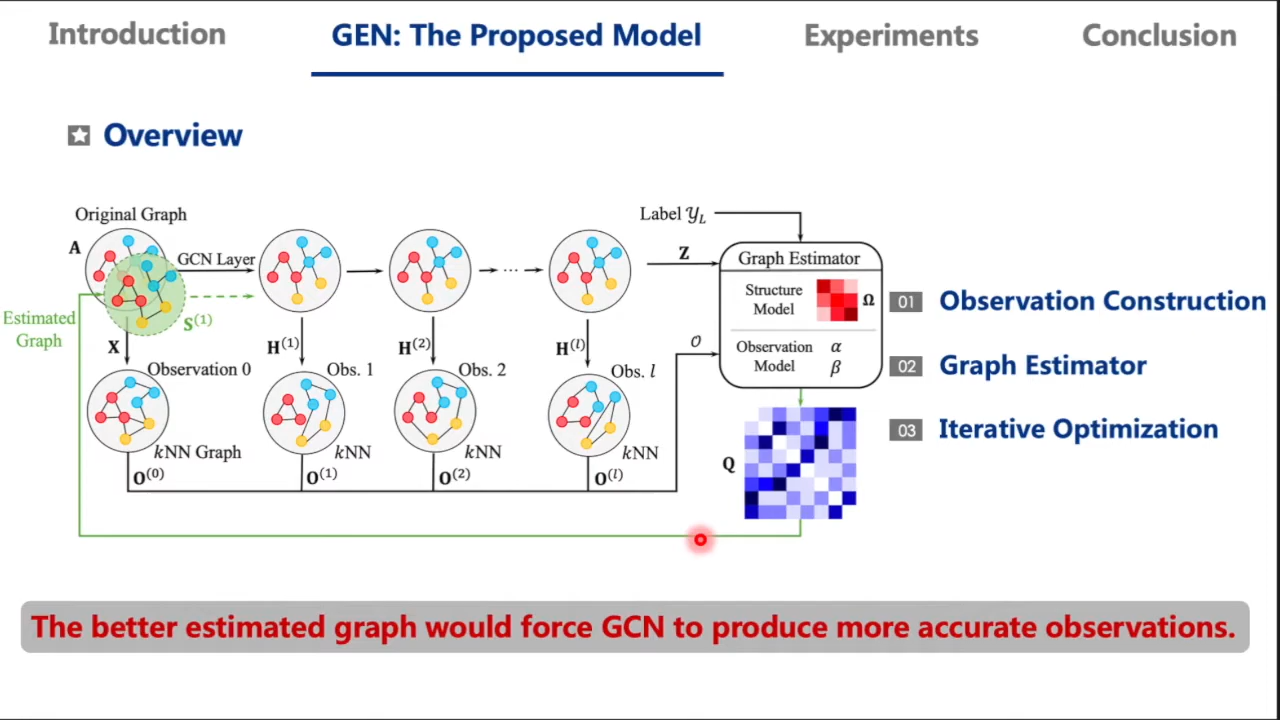 Introduction
GEN: The Proposed Model
Experiments
Conclusion
Overview
Original Graph
A
GCN Layer
Label 𝒴_L
Z
Estimated
Graph
S^(1)
X
H^(1)
H^(2)
H^(l)
𝒪
Observation 0
Obs. 1
Obs. 2
Obs. l
kNN Graph
kNN
kNN
kNN
O^(0)
O^(1)
O^(2)
O^(l)
Graph Estimator
Structure
Model
Ω
Observation
Model
α
β
Q
01 Observation Construction
02 Graph Estimator
03 Iterative Optimization
The better estimated graph would force GCN to produce more accurate observations.